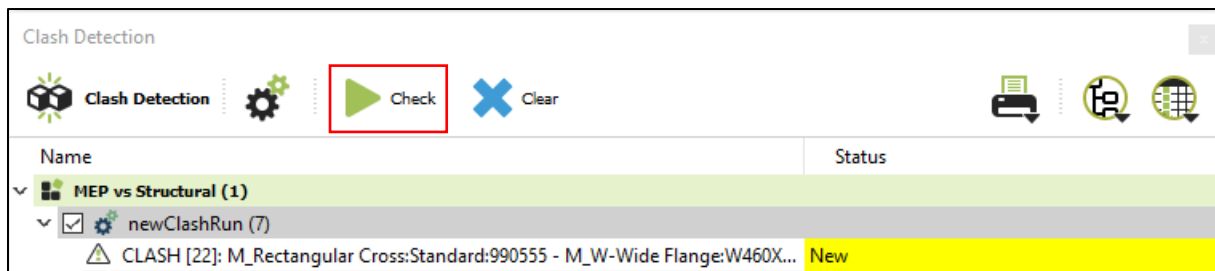 Clash Detection
x
Clash Detection Check Clear
Name Status
MEP vs Structural (1)
newClashRun (7)
CLASH [22]: M_Rectangular Cross:Standard:990555 - M_W-Wide Flange:W460X... New